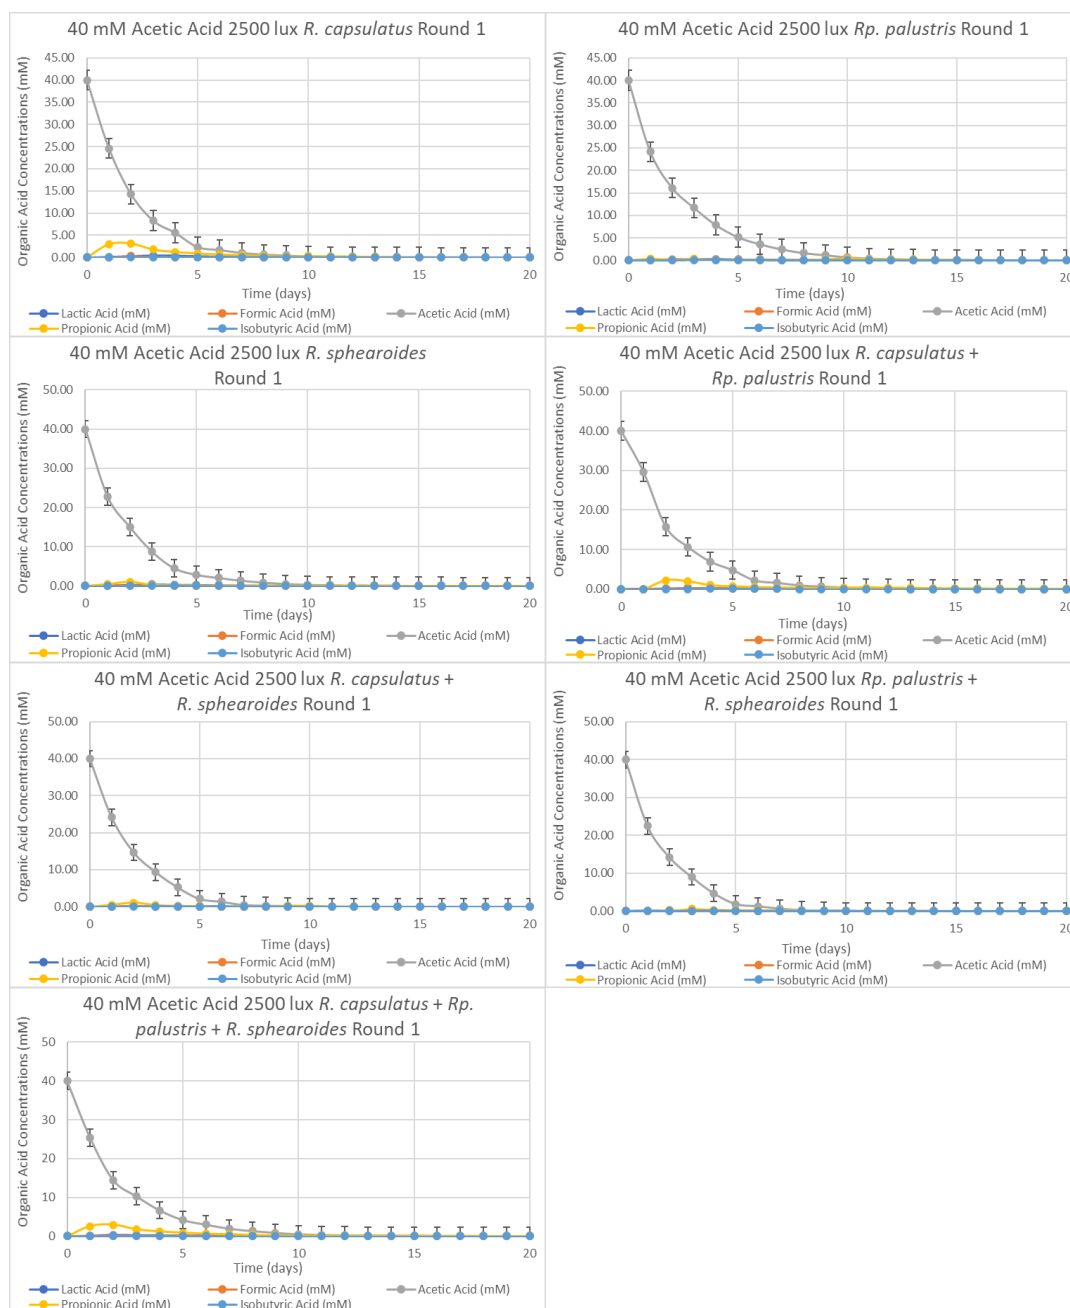 40 mM Acetic Acid 2500 lux R. capsulatus Round 1
Organic Acid Concentrations (mM)
45.00
40.00
35.00
30.00
25.00
20.00
15.00
10.00
5.00
0.00
0 5 10 15 20
Time (days)
Lactic Acid (mM) Formic Acid (mM) Acetic Acid (mM)
Propionic Acid (mM) Isobutyric Acid (mM)
40 mM Acetic Acid 2500 lux Rp. palustris Round 1
Organic Acid Concentrations (mM)
45.00
40.00
35.00
30.00
25.00
20.00
15.00
10.00
5.00
0.00
0 5 10 15 20
Time (days)
Lactic Acid (mM) Formic Acid (mM) Acetic Acid (mM)
Propionic Acid (mM) Isobutyric Acid (mM)
40 mM Acetic Acid 2500 lux R. sphearoides
Round 1
Organic Acid Concentrations (mM)
50.00
40.00
30.00
20.00
10.00
0.00
0 5 10 15 20
Time (days)
Lactic Acid (mM) Formic Acid (mM) Acetic Acid (mM)
Propionic Acid (mM) Isobutyric Acid (mM)
40 mM Acetic Acid 2500 lux R. capsulatus +
Rp. palustris Round 1
Organic Acid Concentrations (mM)
50.00
40.00
30.00
20.00
10.00
0.00
0 5 10 15 20
Time (days)
Lactic Acid (mM) Formic Acid (mM) Acetic Acid (mM)
Propionic Acid (mM) Isobutyric Acid (mM)
40 mM Acetic Acid 2500 lux R. capsulatus +
R. sphearoides Round 1
Organic Acid Concentrations (mM)
50.00
40.00
30.00
20.00
10.00
0.00
0 5 10 15 20
Time (days)
Lactic Acid (mM) Formic Acid (mM) Acetic Acid (mM)
Propionic Acid (mM) Isobutyric Acid (mM)
40 mM Acetic Acid 2500 lux Rp. palustris +
R. sphearoides Round 1
Organic Acid Concentrations (mM)
50.00
40.00
30.00
20.00
10.00
0.00
0 5 10 15 20
Time (days)
Lactic Acid (mM) Formic Acid (mM) Acetic Acid (mM)
Propionic Acid (mM) Isobutyric Acid (mM)
40 mM Acetic Acid 2500 lux R. capsulatus + Rp.
palustris + R. sphearoides Round 1
Organic Acid Concentrations (mM)
50
40
30
20
10
0
0 5 10 15 20
Time (days)
Lactic Acid (mM) Formic Acid (mM) Acetic Acid (mM)
Propionic Acid (mM) Isobutyric Acid (mM)